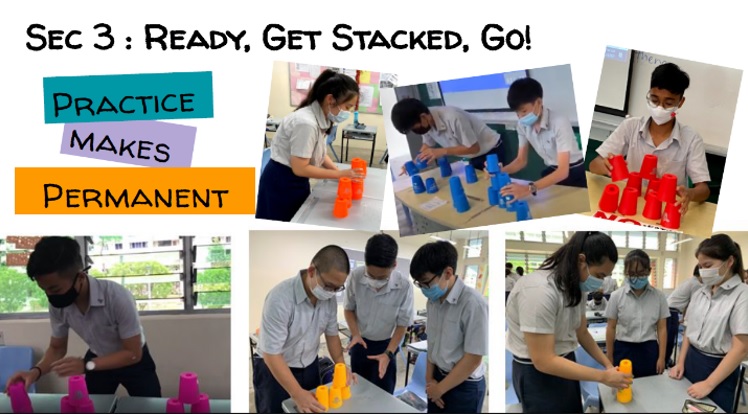 Sec 3 : Ready, Get Stacked, Go!
Practice
makes
Permanent